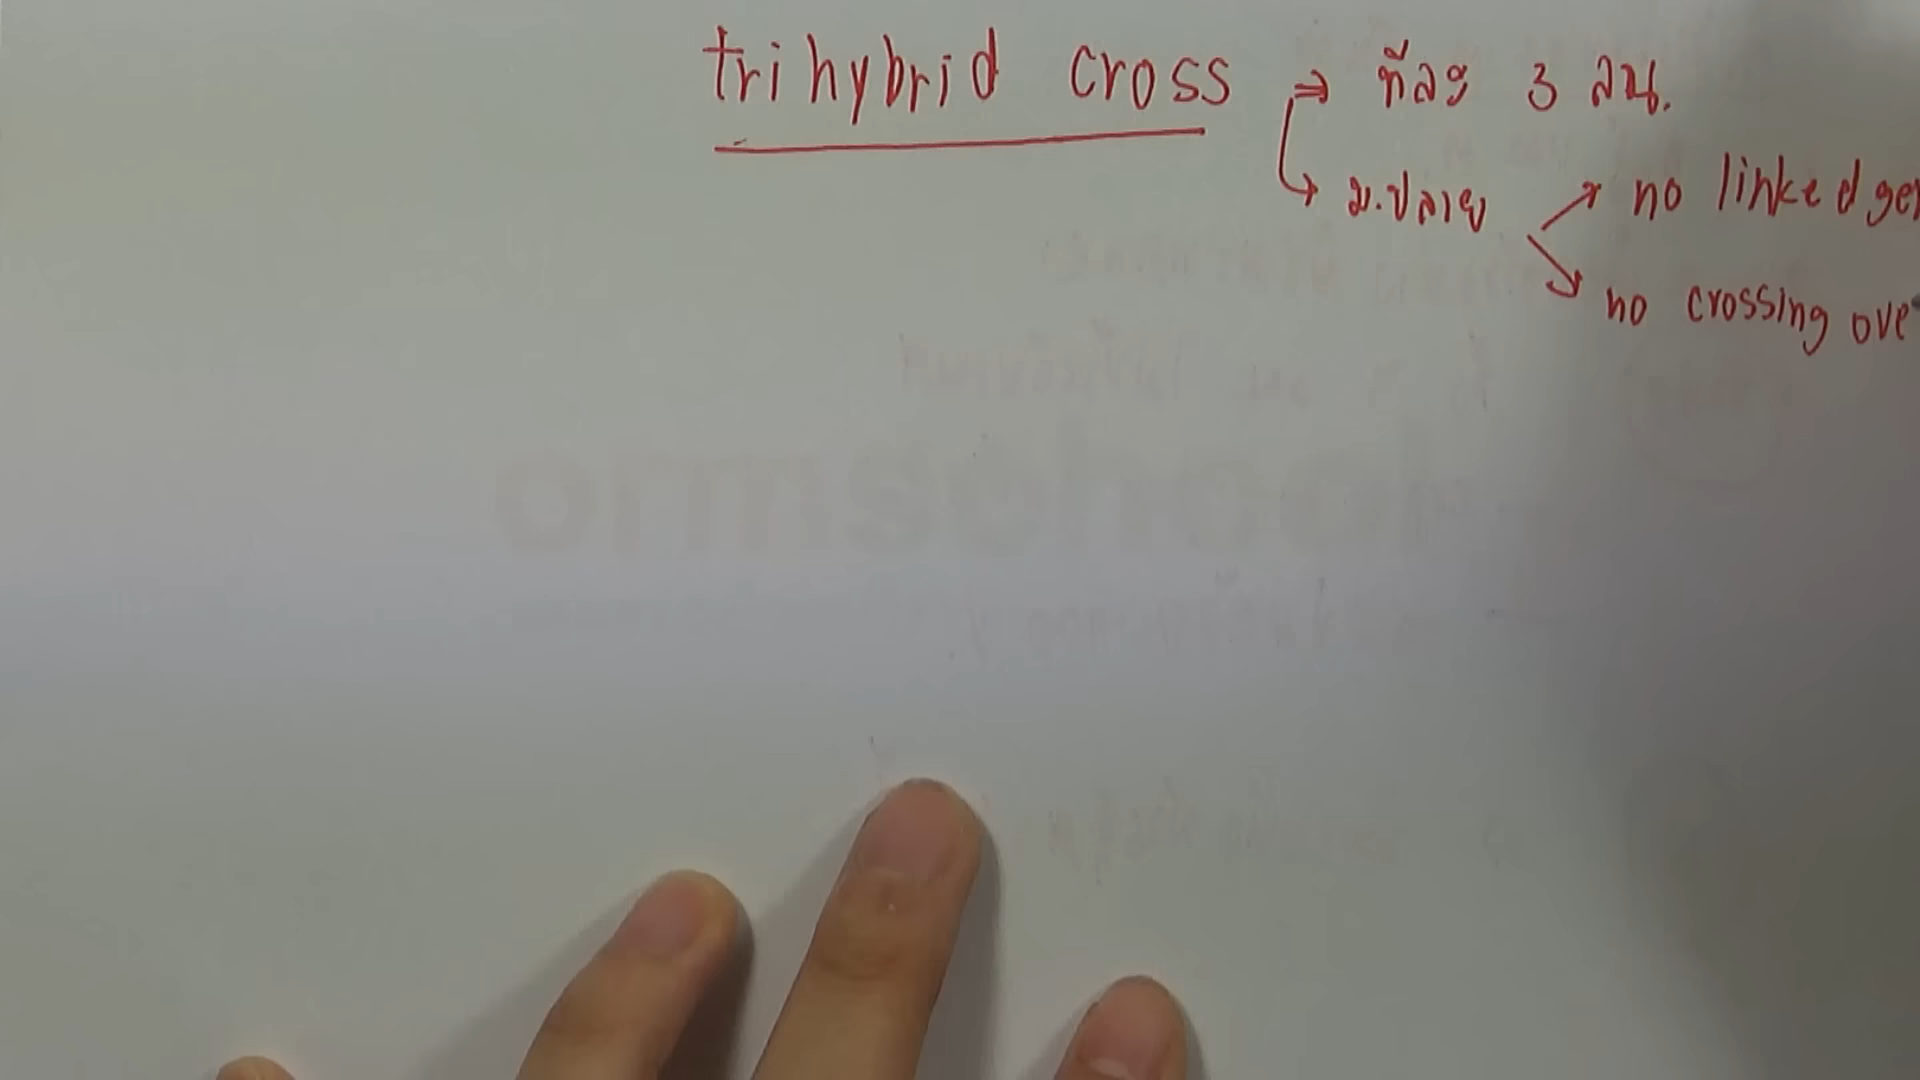 trihybrid cross → ทีละ 3 ลน.
↳ ม.ปลาย → no linked ge
→ no crossing ove
ormschool